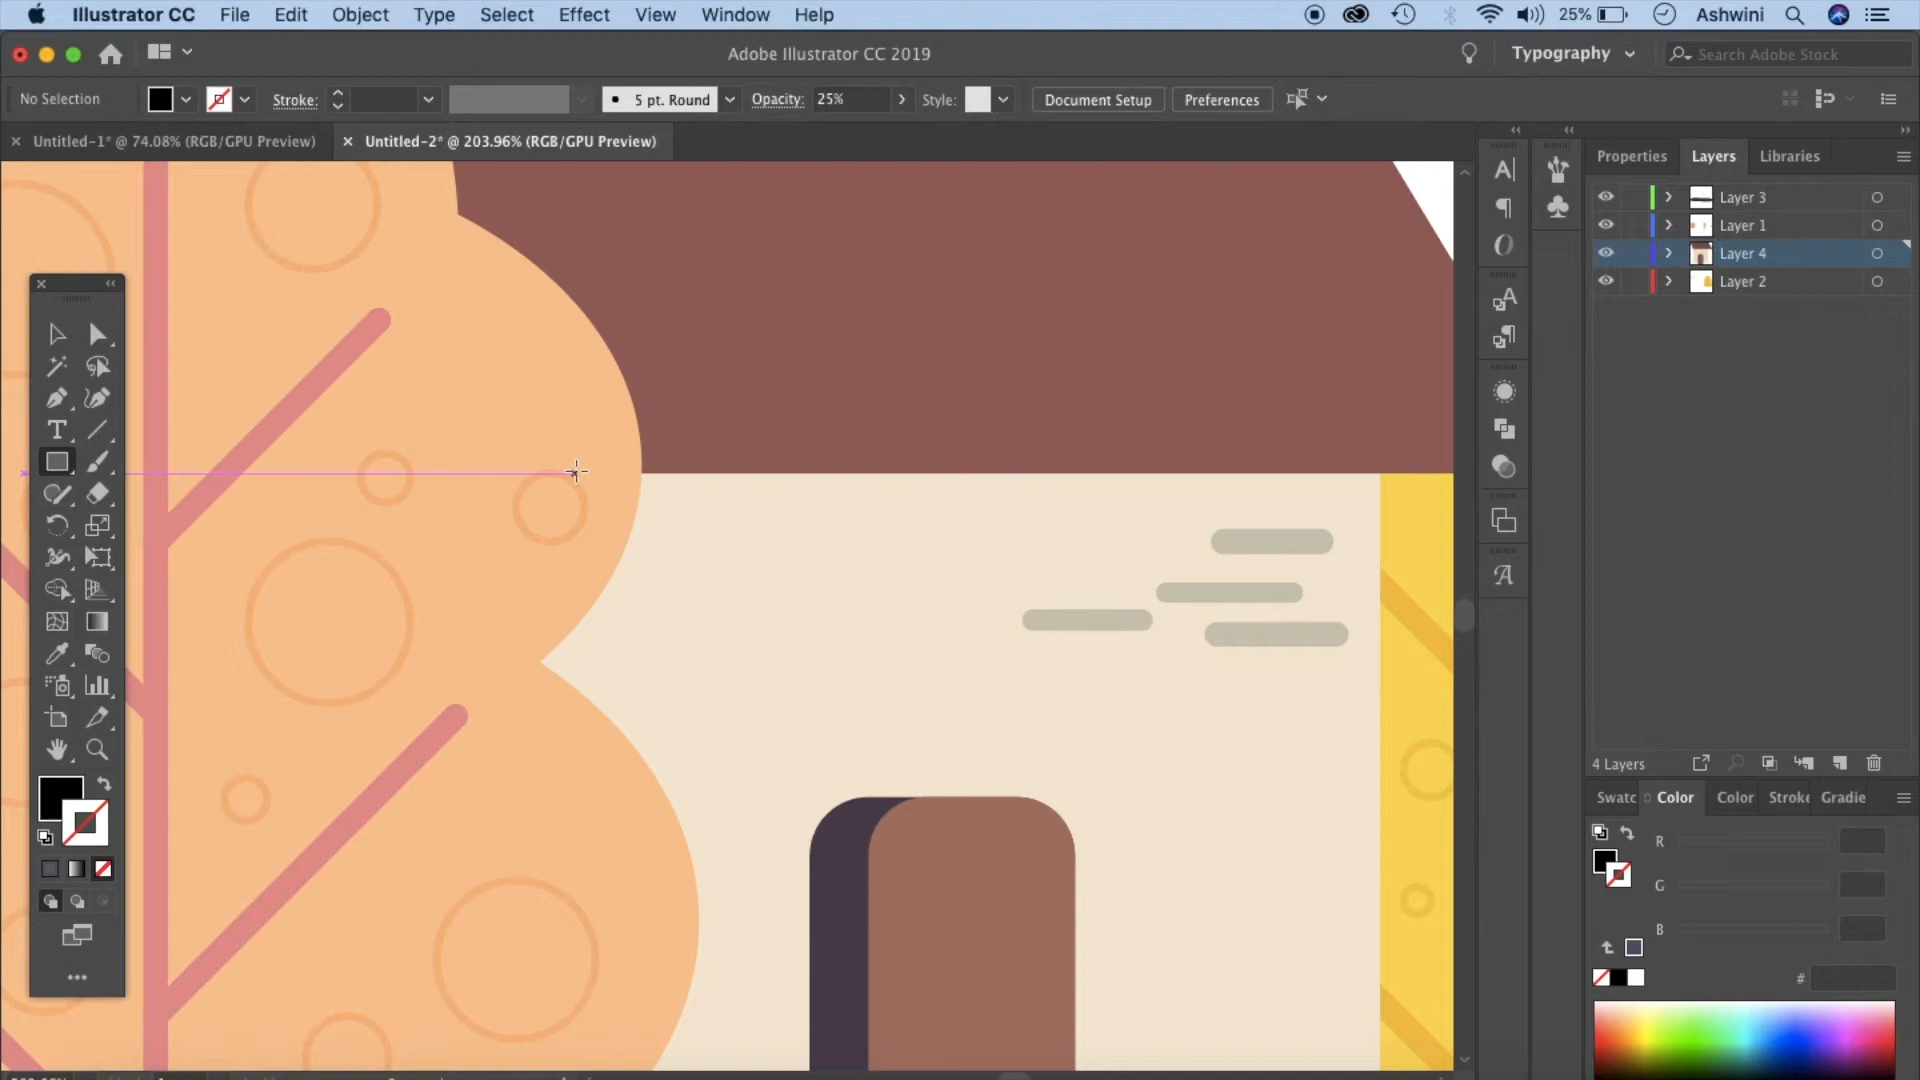 Illustrator CC File Edit Object Type Select Effect View Window Help 25% Ashwini
Adobe Illustrator CC 2019 Typography Search Adobe Stock
No Selection Stroke: 5 pt. Round Opacity: 25% Style: Document Setup Preferences
Untitled-1* @ 74.08% (RGB/GPU Preview) Untitled-2* @ 203.96% (RGB/GPU Preview)
Properties Layers Libraries
Layer 3
Layer 1
Layer 4
Layer 2
4 Layers
Swatc Color Color Stroke Gradie
R
G
B
#